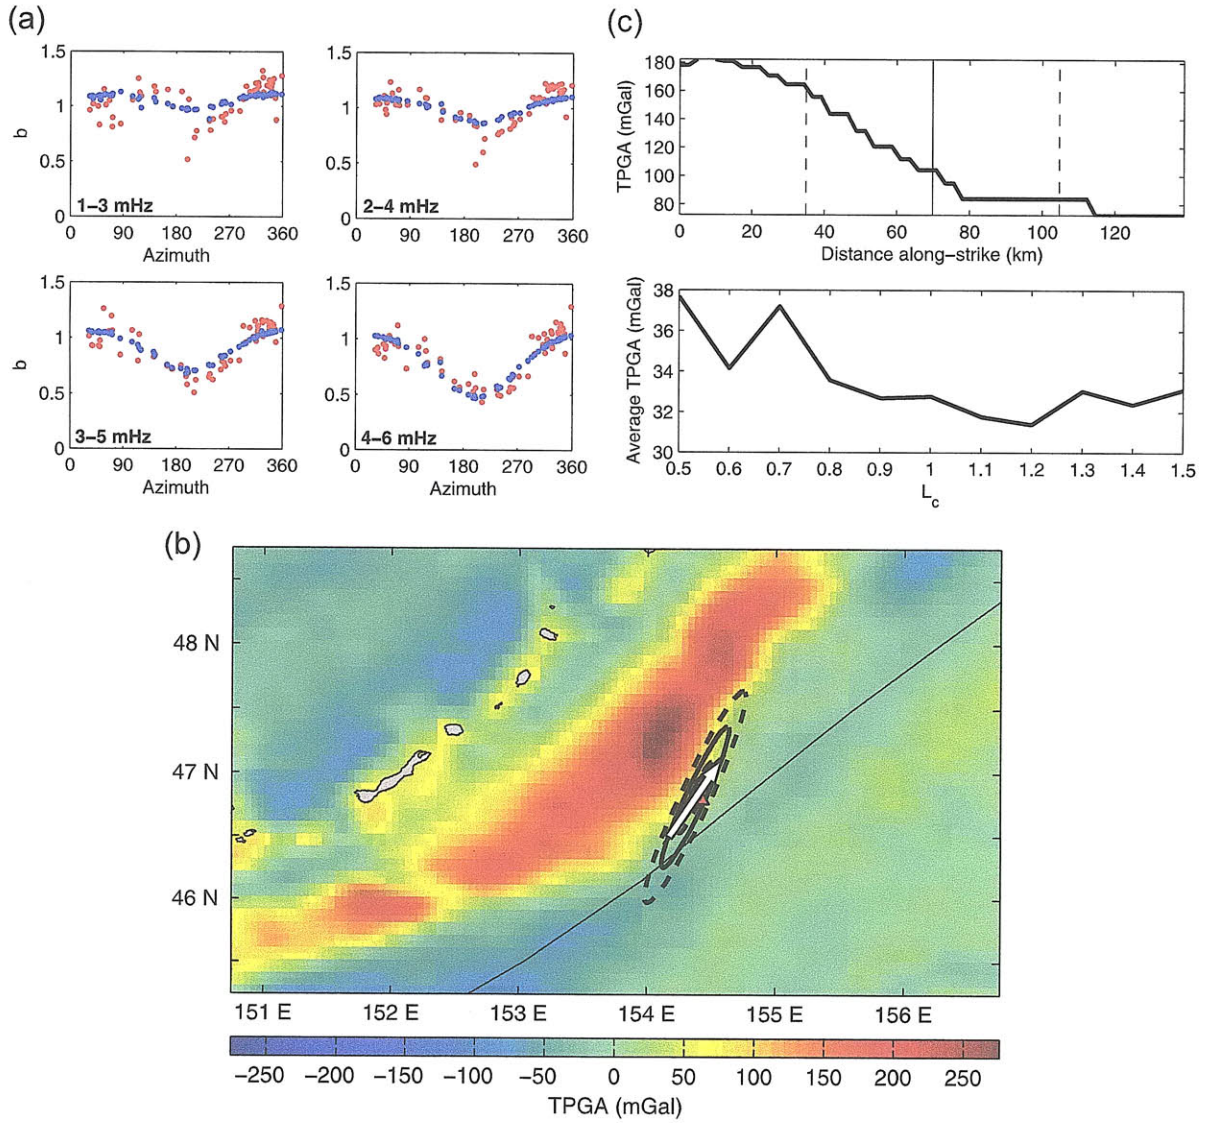 (a)
1.5
1
0.5
0
b
1–3 mHz
0 90 180 270 360
Azimuth
1.5
1
0.5
0
2–4 mHz
0 90 180 270 360
Azimuth
1.5
1
0.5
0
b
3–5 mHz
0 90 180 270 360
Azimuth
1.5
1
0.5
0
4–6 mHz
0 90 180 270 360
Azimuth
(c)
180
160
140
120
100
80
TPGA (mGal)
0 20 40 60 80 100 120
Distance along–strike (km)
38
36
34
32
30
Average TPGA (mGal)
0.5 0.6 0.7 0.8 0.9 1 1.1 1.2 1.3 1.4 1.5
Lc
(b)
48 N
47 N
46 N
151 E 152 E 153 E 154 E 155 E 156 E
−250 −200 −150 −100 −50 0 50 100 150 200 250
TPGA (mGal)